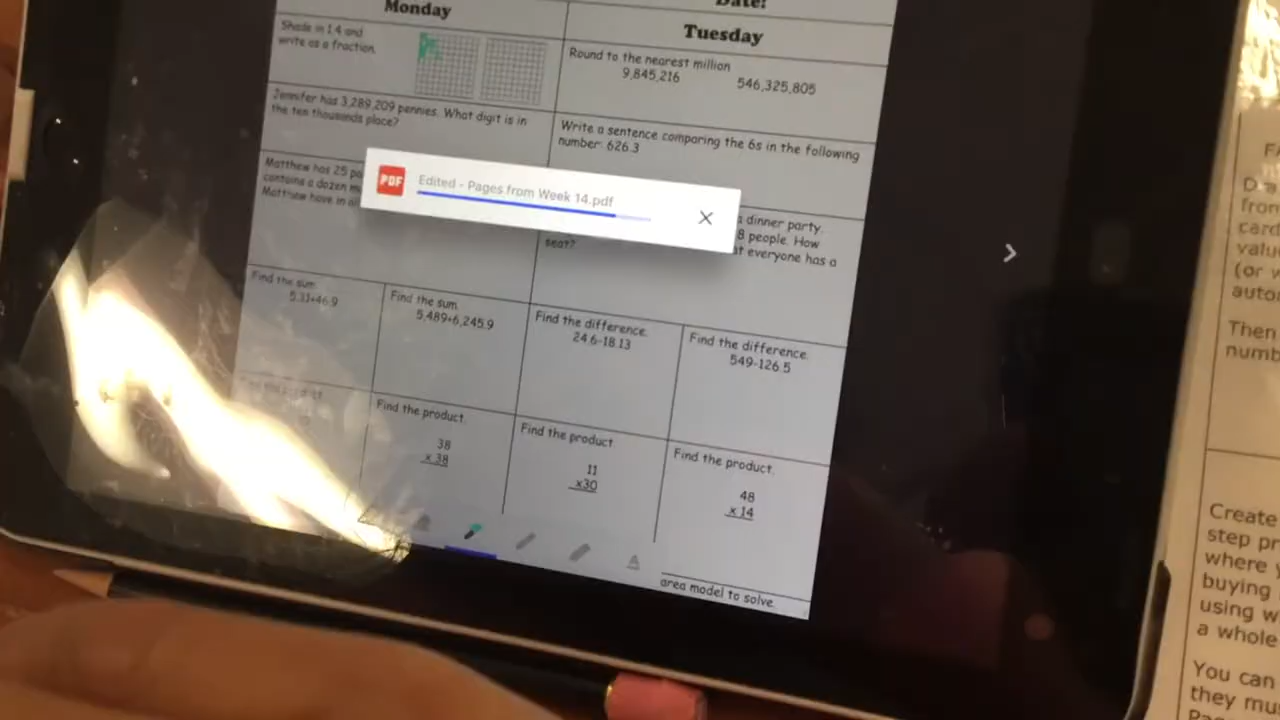 Date:
Monday
Tuesday
Shade in 1.4 and
write as a fraction.
Round to the nearest million
9,845,216 546,325,805
Jennifer has 3,289,209 pennies. What digit is in
the ten thousands place?
Write a sentence comparing the 6s in the following
number: 626.3
Matthew has 25
contains a dozen
Matthew have in
PDF
Edited - Pages from Week 14.pdf
a dinner party.
8 people. How
everyone has a
seat?
Find the sum.
5.11+46.9
Find the sum.
5,489+6,245.9
Find the difference.
24.6-18.13
Find the difference.
549-126.5
Find the product.
38
x 38
Find the product.
11
x30
Find the product.
48
x 14
area model to solve.
from
card
(or
Then
numb
Create
step
where
buying
using
a whole
You can
they